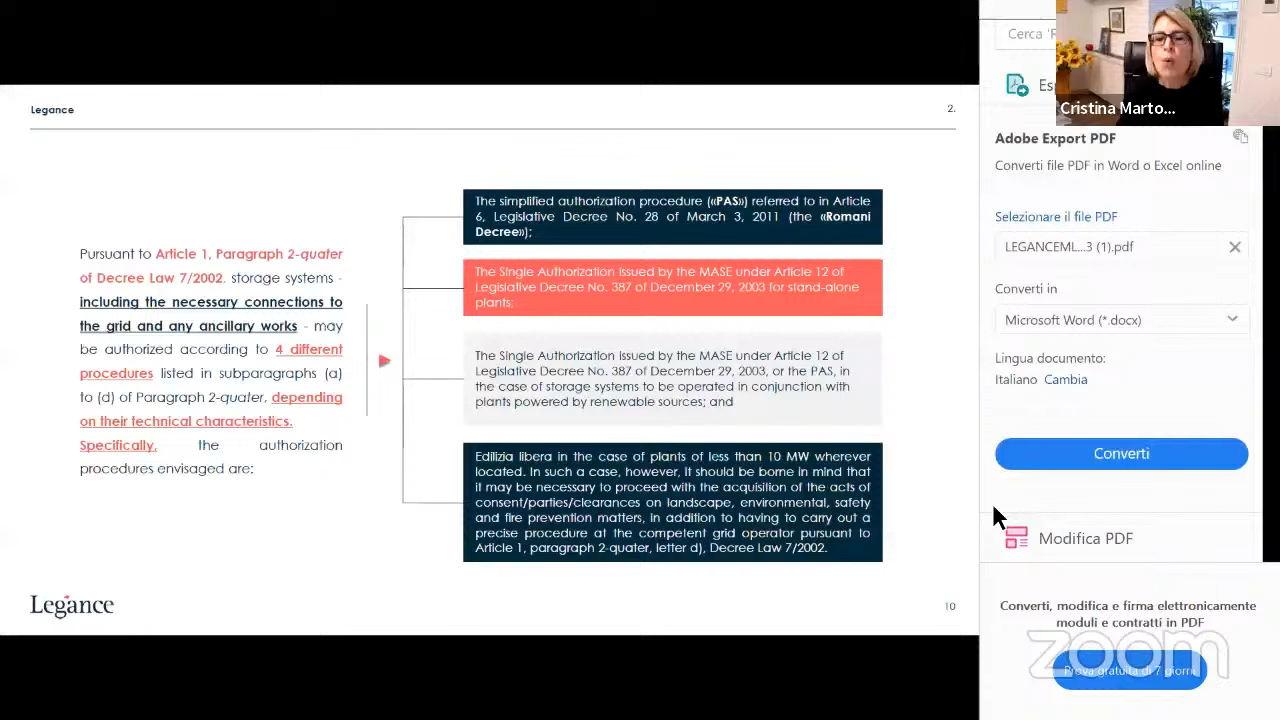 Legance
2.
Pursuant to Article 1, Paragraph 2-quater
of Decree Law 7/2002, storage systems -
including the necessary connections to
the grid and any ancillary works - may
be authorized according to 4 different
procedures listed in subparagraphs (a)
to (d) of Paragraph 2-quater, depending
on their technical characteristics.
Specifically, the authorization
procedures envisaged are:
The simplified authorization procedure («PAS») referred to in Article
6, Legislative Decree No. 28 of March 3, 2011 (the «Romani
Decree»);
The Single Authorization issued by the MASE under Article 12 of
Legislative Decree No. 387 of December 29, 2003 for stand-alone
plants;
The Single Authorization issued by the MASE under Article 12 of
Legislative Decree No. 387 of December 29, 2003, or the PAS, in
the case of storage systems to be operated in conjunction with
plants powered by renewable sources; and
Edilizia libera in the case of plants of less than 10 MW wherever
located. In such a case, however, it should be borne in mind that
it may be necessary to proceed with the acquisition of the acts of
consent/parties/clearances on landscape, environmental, safety
and fire prevention matters, in addition to having to carry out a
precise procedure at the competent grid operator pursuant to
Article 1, paragraph 2-quater, letter d), Decree Law 7/2002.
Legance
10
Cerca 'R
Es
Cristina Marto...
Adobe Export PDF
Converti file PDF in Word o Excel online
Selezionare il file PDF
LEGANCEML...3 (1).pdf
Converti in
Microsoft Word (*.docx)
Lingua documento:
Italiano Cambia
Converti
Modifica PDF
Converti, modifica e firma elettronicamente
moduli e contratti in PDF
zoom
Prova gratuita di 7 giorni